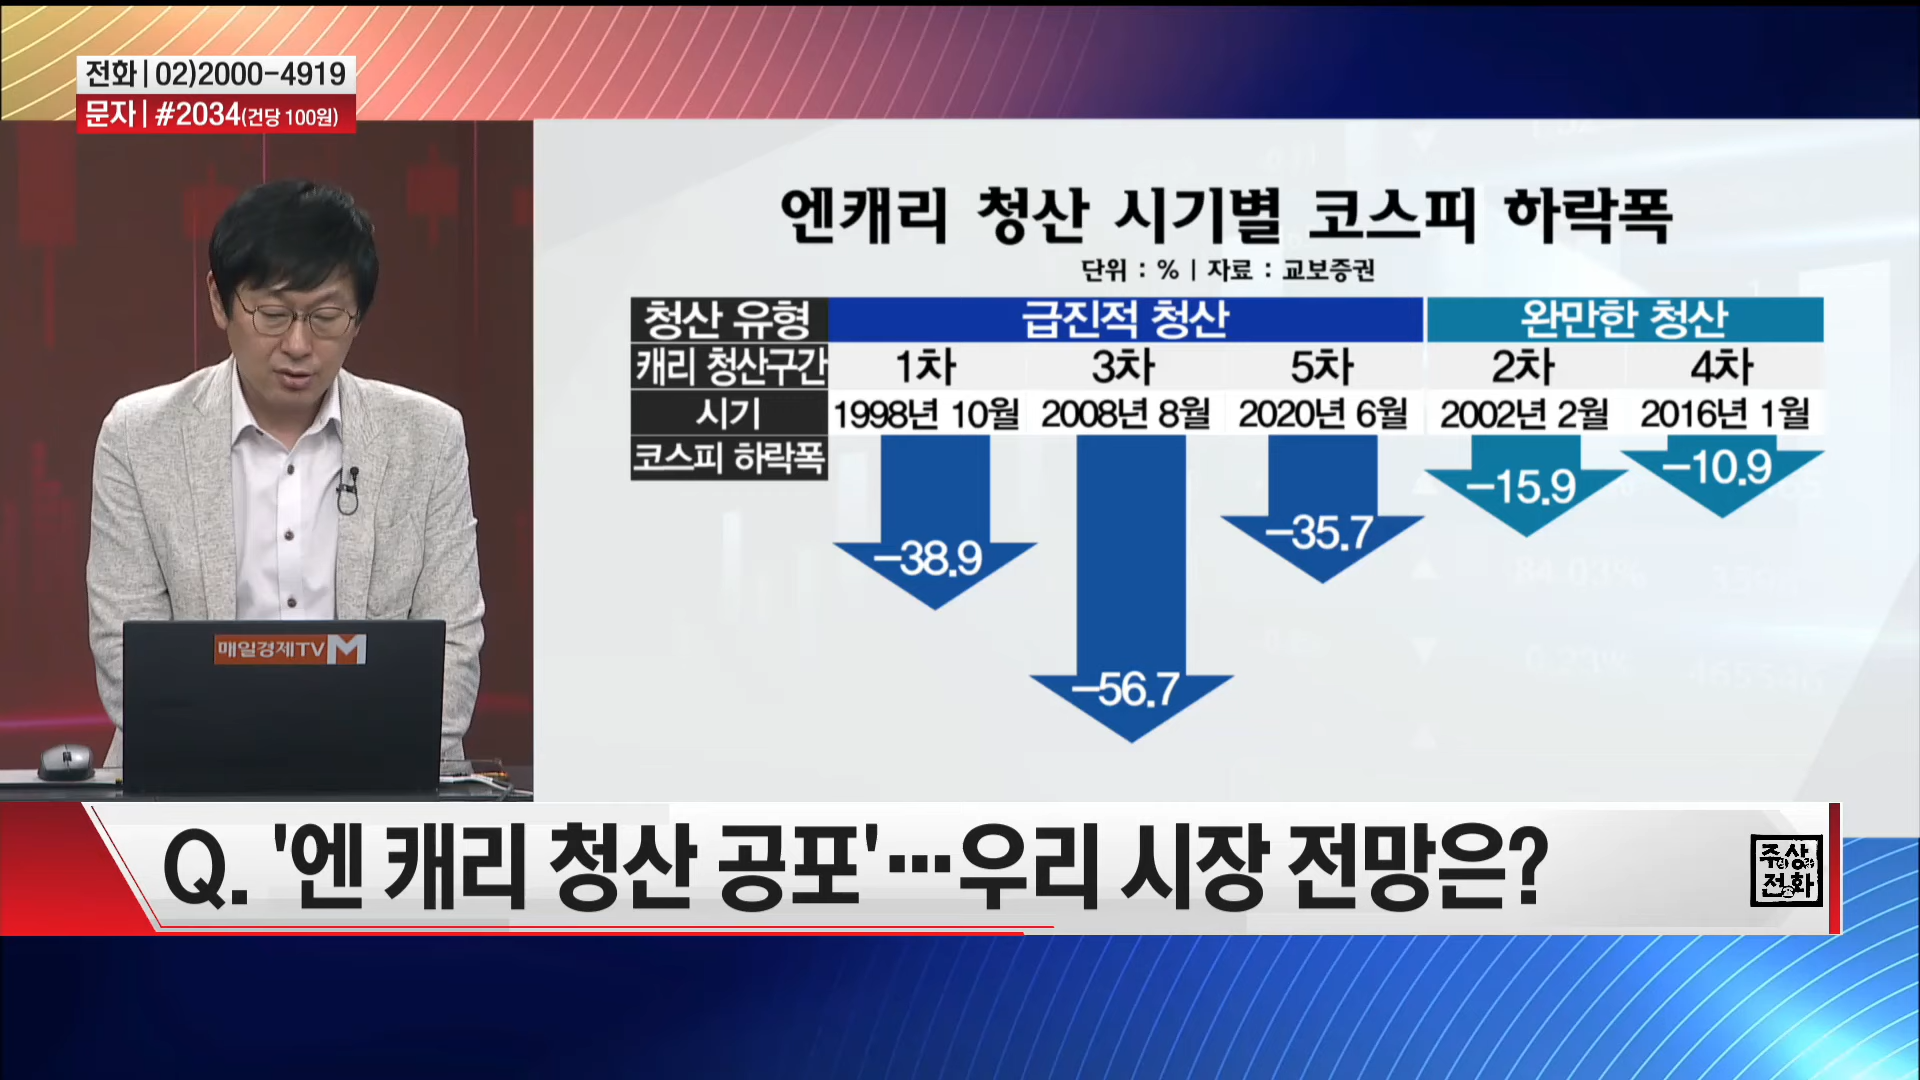 전화 | 02)2000-4919
문자 | #2034(건당 100원)
엔캐리 청산 시기별 코스피 하락폭
단위 : % | 자료 : 교보증권
청산 유형 급진적 청산 완만한 청산
캐리 청산구간 1차 3차 5차 2차 4차
시기 1998년 10월 2008년 8월 2020년 6월 2002년 2월 2016년 1월
코스피 하락폭
-38.9 -56.7 -35.7 -15.9 -10.9
매일경제TV M
Q. '엔 캐리 청산 공포'…우리 시장 전망은?
주상
전화